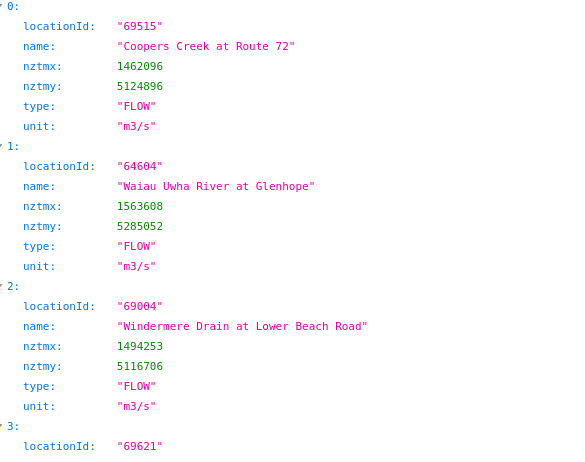 0:
locationId: "69515"
name: "Coopers Creek at Route 72"
nztmx: 1462096
nztmy: 5124896
type: "FLOW"
unit: "m3/s"
1:
locationId: "64604"
name: "Waiau Uwha River at Glenhope"
nztmx: 1563608
nztmy: 5285052
type: "FLOW"
unit: "m3/s"
2:
locationId: "69004"
name: "Windermere Drain at Lower Beach Road"
nztmx: 1494253
nztmy: 5116706
type: "FLOW"
unit: "m3/s"
3:
locationId: "69621"